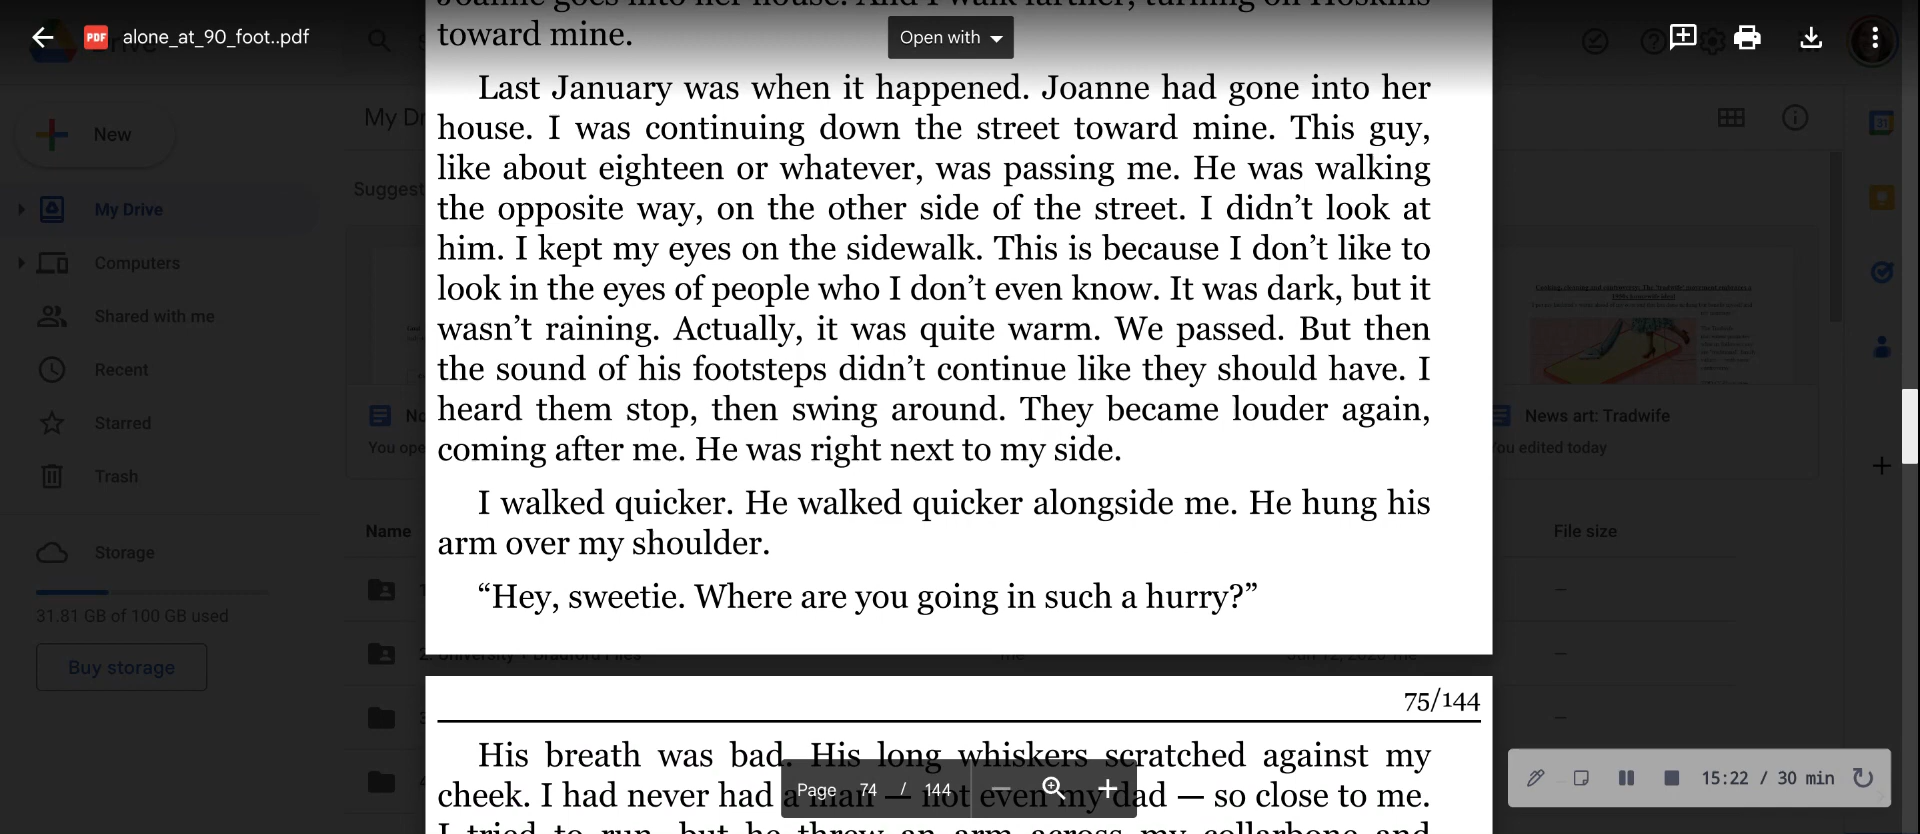 alone_at_90_foot..pdf
Open with
toward mine.
Last January was when it happened. Joanne had gone into her
house. I was continuing down the street toward mine. This guy,
like about eighteen or whatever, was passing me. He was walking
the opposite way, on the other side of the street. I didn’t look at
him. I kept my eyes on the sidewalk. This is because I don’t like to
look in the eyes of people who I don’t even know. It was dark, but it
wasn’t raining. Actually, it was quite warm. We passed. But then
the sound of his footsteps didn’t continue like they should have. I
heard them stop, then swing around. They became louder again,
coming after me. He was right next to my side.
I walked quicker. He walked quicker alongside me. He hung his
arm over my shoulder.
“Hey, sweetie. Where are you going in such a hurry?”
75/144
His breath was bad. His long whiskers scratched against my
cheek. I had never had a man — not even my dad — so close to me.
Page 74 / 144
New
My Drive
Computers
Shared with me
Recent
Starred
Trash
Storage
31.81 GB of 100 GB used
Buy storage
My D
Suggest
No
You ope
Name
News art: Tradwife
You edited today
File size
15:22 / 30 min